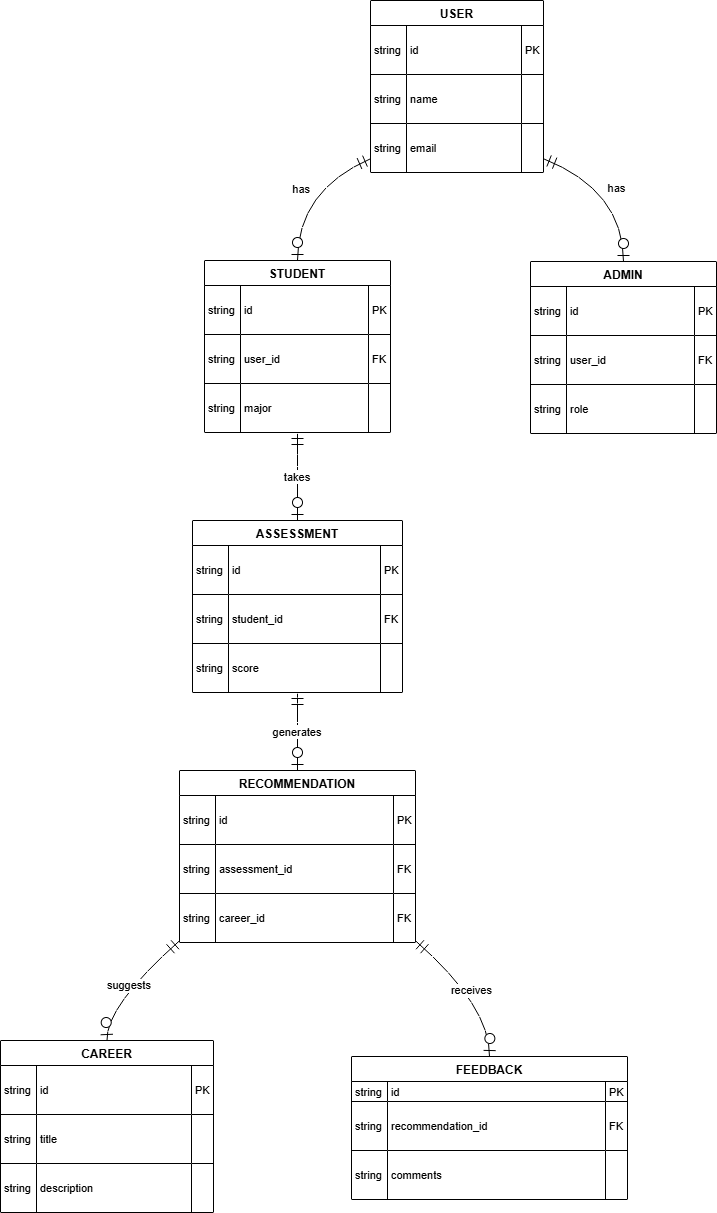 USER
string id PK
string name
string email
has
has
STUDENT
string id PK
string user_id FK
string major
ADMIN
string id PK
string user_id FK
string role
takes
ASSESSMENT
string id PK
string student_id FK
string score
generates
RECOMMENDATION
string id PK
string assessment_id FK
string career_id FK
suggests
receives
CAREER
string id PK
string title
string description
FEEDBACK
string id PK
string recommendation_id FK
string comments